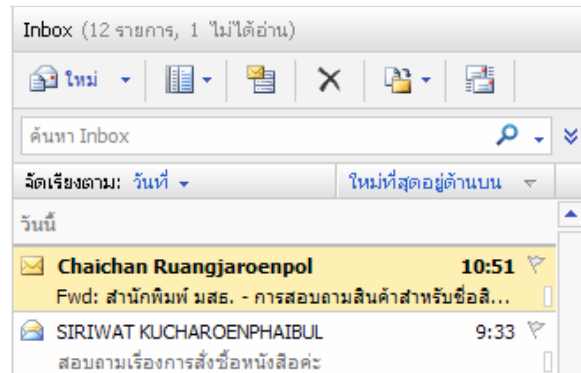 Inbox (12 รายการ, 1 ไม่ได้อ่าน)
ใหม่
ค้นหา Inbox
จัดเรียงตาม: วันที่ ใหม่ที่สุดอยู่ด้านบน
วันนี้
Chaichan Ruangjaroenpol 10:51
Fwd: สำนักพิมพ์ มสธ. - การสอบถามสินค้าสำหรับชื่อสิ...
SIRIWAT KUCHAROENPHAIBUL 9:33
สอบถามเรื่องการสั่งซื้อหนังสือค่ะ